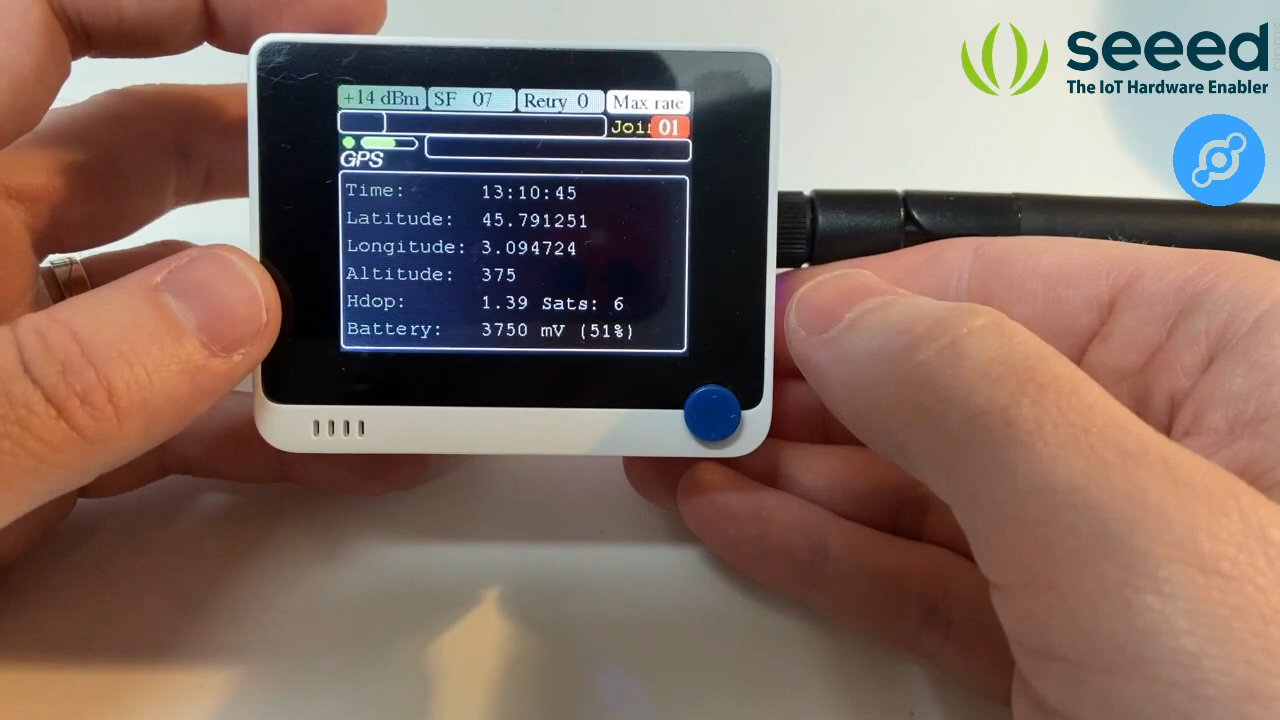 seeed
The IoT Hardware Enabler
+14 dBm SF 07 Retry 0 Max rate
Joi 01
GPS
Time: 13:10:45
Latitude: 45.791251
Longitude: 3.094724
Altitude: 375
Hdop: 1.39 Sats: 6
Battery: 3750 mV (51%)